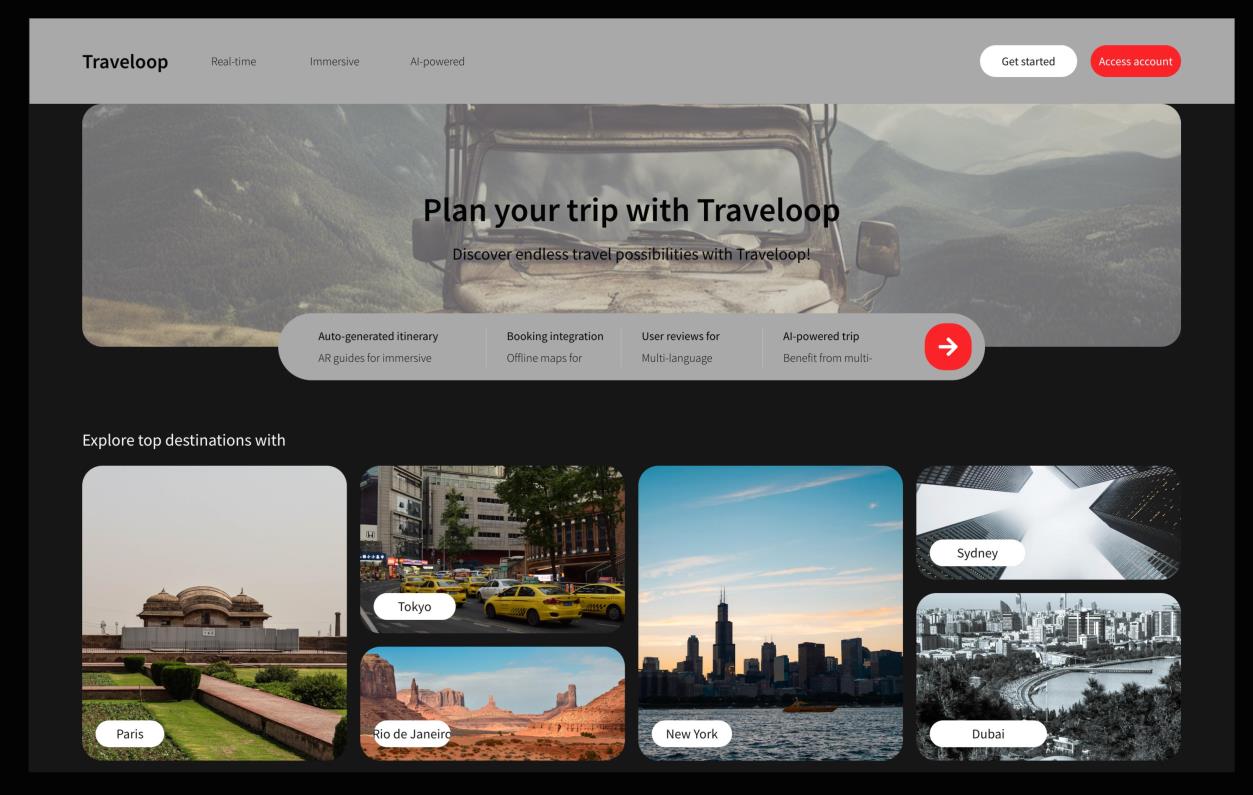 Traveloop
Real-time
Immersive
AI-powered
Get started
Access account
Plan your trip with Traveloop
Discover endless travel possibilities with Traveloop!
Auto-generated itinerary
AR guides for immersive
Booking integration
Offline maps for
User reviews for
Multi-language
AI-powered trip
Benefit from multi-
Explore top destinations with
Paris
Tokyo
Rio de Janeiro
New York
Sydney
Dubai